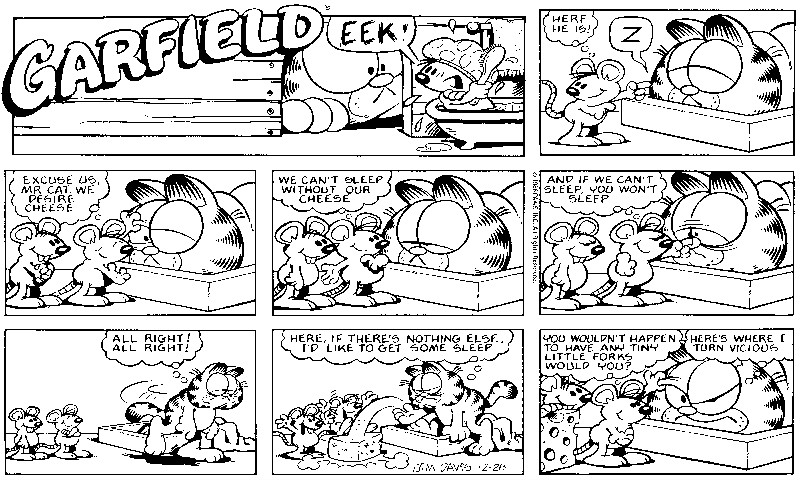 GARFIELD
EEK!
HERE
HE IS!
Z
EXCUSE US,
MR CAT. WE
DESIRE
CHEESE
WE CAN'T SLEEP
WITHOUT OUR
CHEESE
AND IF WE CAN'T
SLEEP, YOU WON'T
SLEEP
ALL RIGHT!
ALL RIGHT!
HERE, IF THERE'S NOTHING ELSE,
I'D LIKE TO GET SOME SLEEP
JIM DAVIS 12-28
YOU WOULDN'T HAPPEN
TO HAVE ANY TINY
LITTLE FORKS
WOULD YOU?
HERE'S WHERE I
TURN VICIOUS